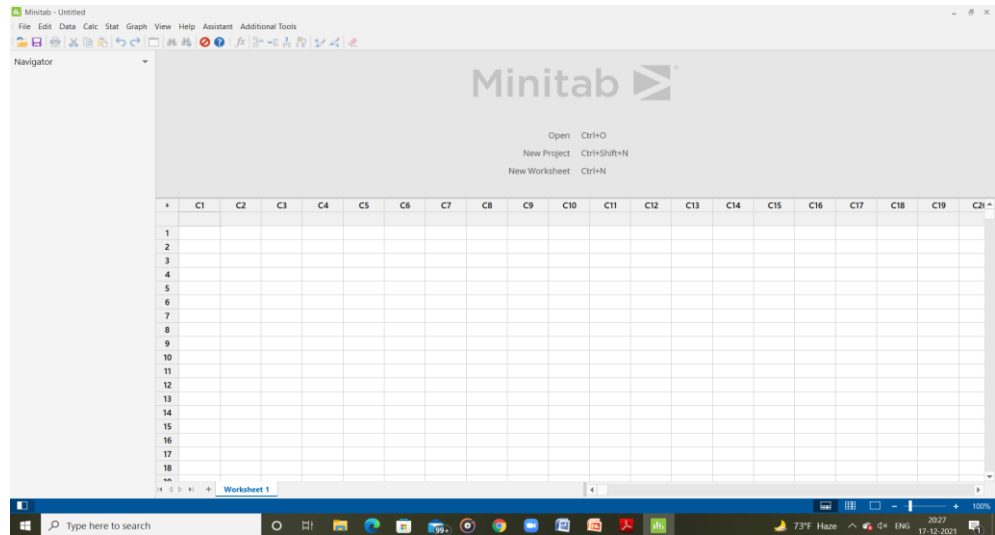 Minitab - Untitled
File Edit Data Calc Stat Graph View Help Assistant Additional Tools
Navigator
Minitab
Open Ctrl+O
New Project Ctrl+Shift+N
New Worksheet Ctrl+N
+ C1 C2 C3 C4 C5 C6 C7 C8 C9 C10 C11 C12 C13 C14 C15 C16 C17 C18 C19
1
2
3
4
5
6
7
8
9
10
11
12
13
14
15
16
17
18
+ Worksheet 1
- + 100%
Type here to search
99+
73°F Haze
ENG
20:27
17-12-2021